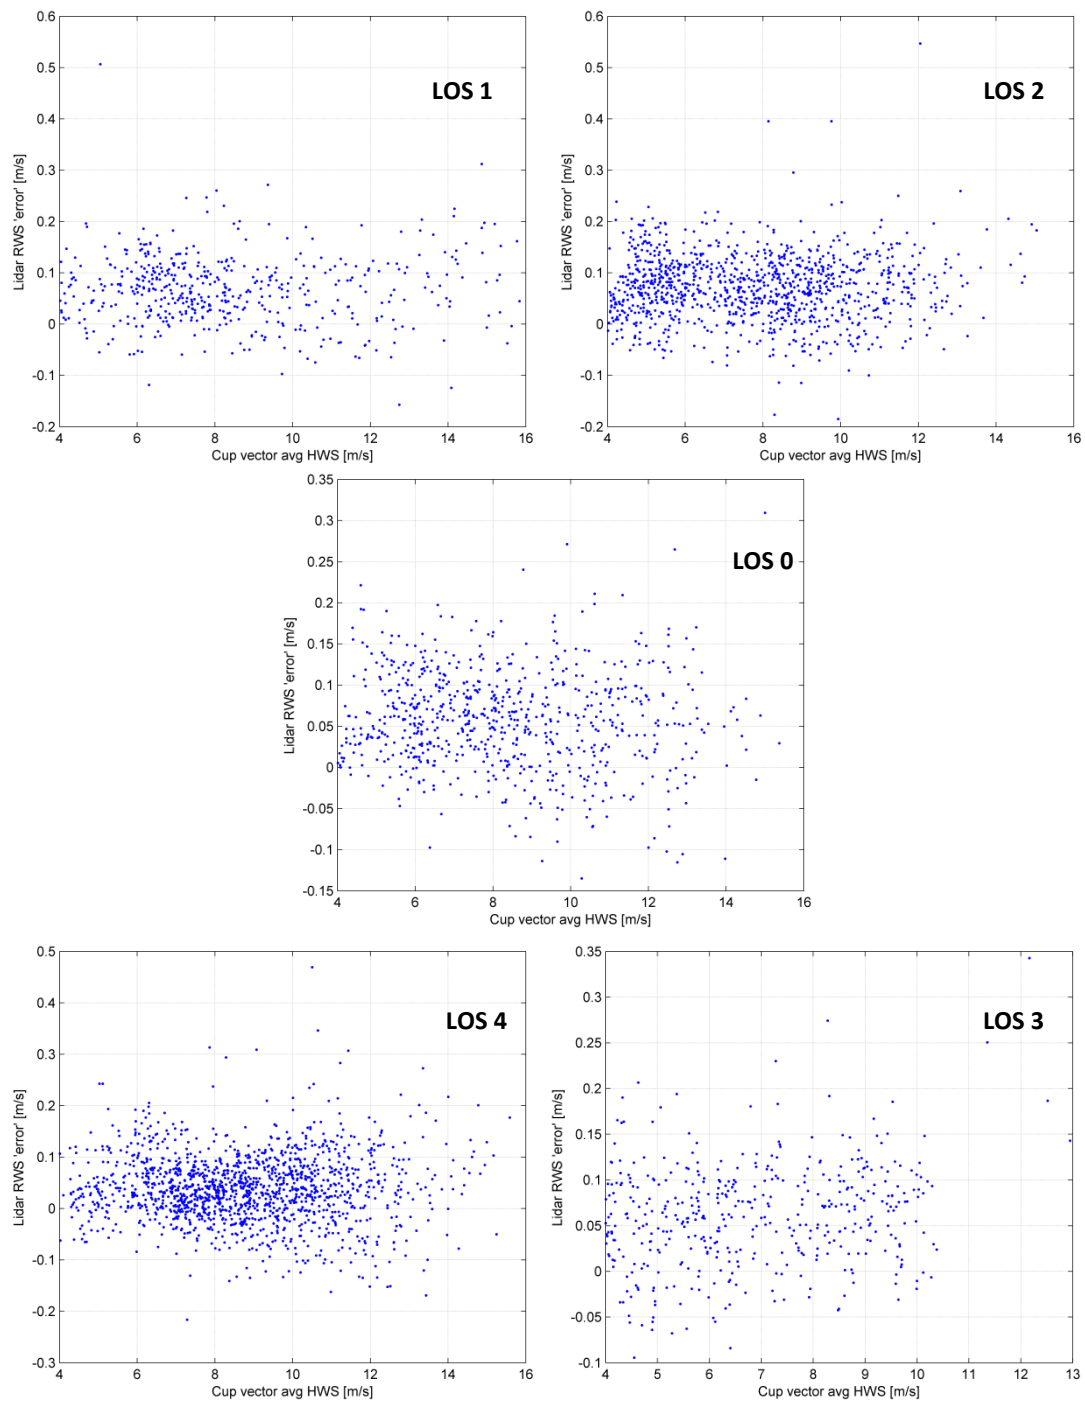 0.6
0.5
0.4
0.3
0.2
0.1
0
-0.1
-0.2
4 6 8 10 12 14 16
Lidar RWS 'error' [m/s]
Cup vector avg HWS [m/s]
LOS 1
0.6
0.5
0.4
0.3
0.2
0.1
0
-0.1
-0.2
4 6 8 10 12 14 16
Lidar RWS 'error' [m/s]
Cup vector avg HWS [m/s]
LOS 2
0.35
0.3
0.25
0.2
0.15
0.1
0.05
0
-0.05
-0.1
-0.15
4 6 8 10 12 14 16
Lidar RWS 'error' [m/s]
Cup vector avg HWS [m/s]
LOS 0
0.5
0.4
0.3
0.2
0.1
0
-0.1
-0.2
-0.3
4 6 8 10 12 14 16
Lidar RWS 'error' [m/s]
Cup vector avg HWS [m/s]
LOS 4
0.35
0.3
0.25
0.2
0.15
0.1
0.05
0
-0.05
-0.1
4 5 6 7 8 9 10 11 12 13
Lidar RWS 'error' [m/s]
Cup vector avg HWS [m/s]
LOS 3